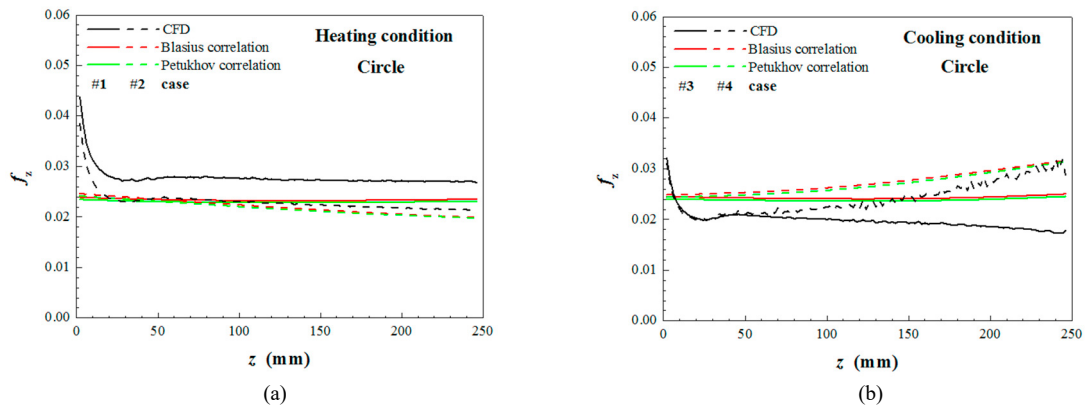 0.06
0.05
0.04
0.03
0.02
0.01
0.00
f_z
0 50 100 150 200 250
z (mm)
CFD
Blasius correlation
Petukhov correlation
#1 #2 case
Heating condition
Circle
(a)
0.06
0.05
0.04
0.03
0.02
0.01
0.00
f_z
0 50 100 150 200 250
z (mm)
CFD
Blasius correlation
Petukhov correlation
#3 #4 case
Cooling condition
Circle
(b)